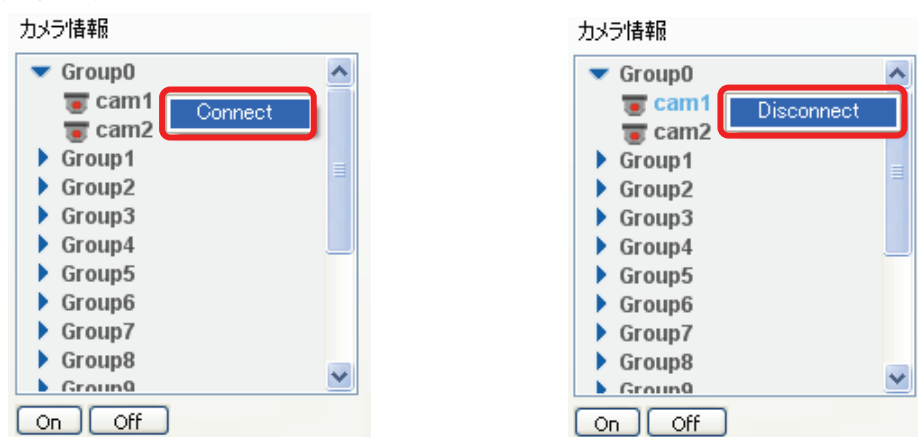 カメラ情報
Group0
cam1
Connect
cam2
Group1
Group2
Group3
Group4
Group5
Group6
Group7
Group8
Group9
On Off
カメラ情報
Group0
cam1
Disconnect
cam2
Group1
Group2
Group3
Group4
Group5
Group6
Group7
Group8
Group9
On Off